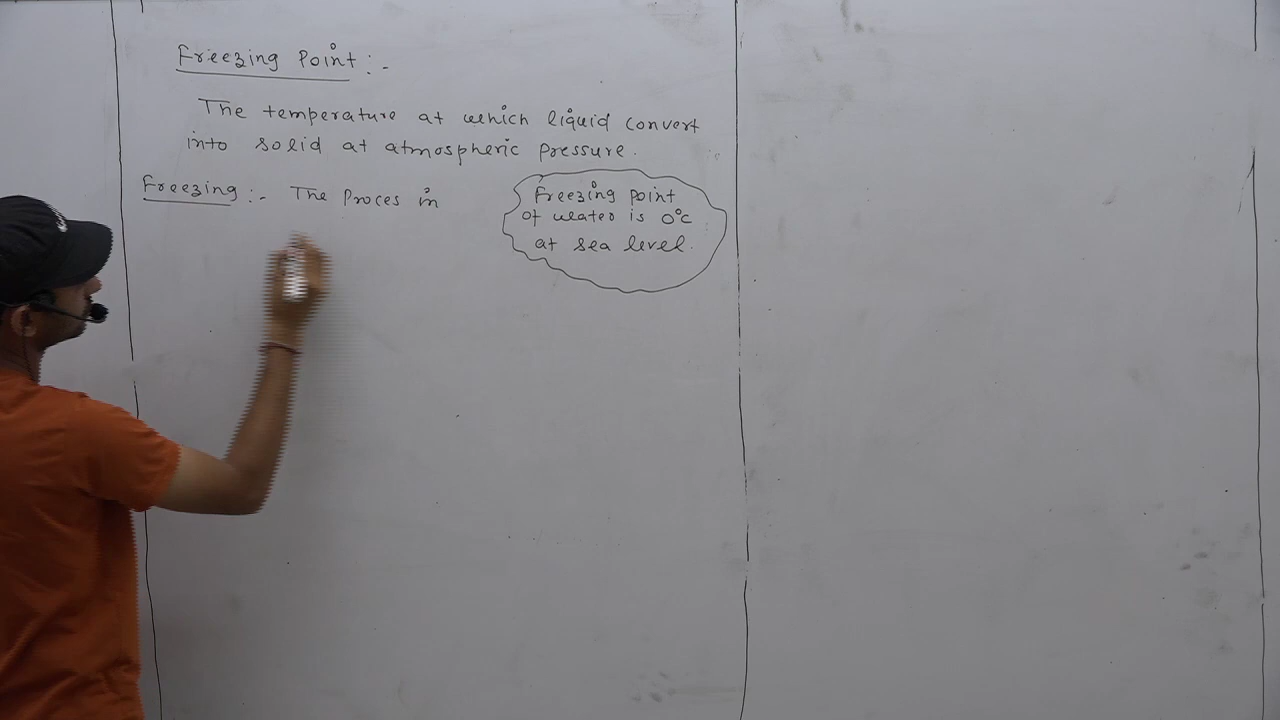 Freezing Point :-
The temperature at which liquid convert
into solid at atmospheric pressure.
Freezing :- The Proces in
Freezing point
of water is 0°c
at sea level.